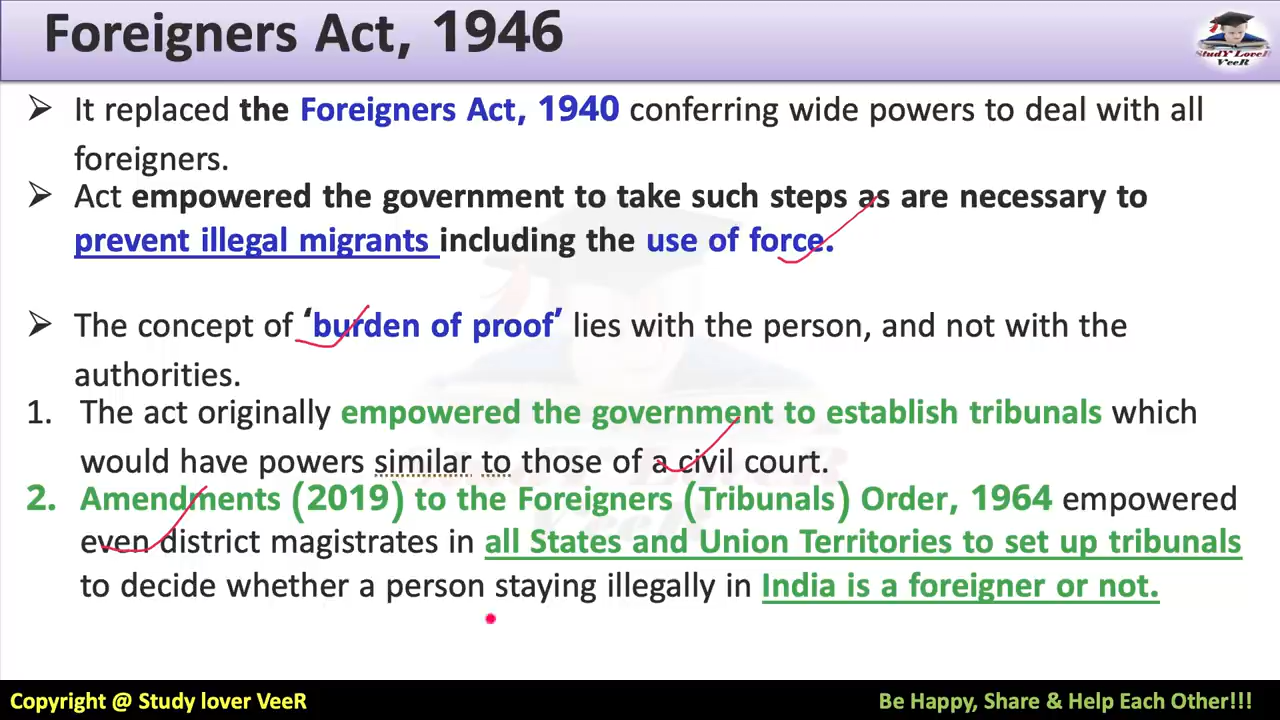 Foreigners Act, 1946
StudY LoveR
VeeR
➢ It replaced the Foreigners Act, 1940 conferring wide powers to deal with all
foreigners.
➢ Act empowered the government to take such steps as are necessary to
prevent illegal migrants including the use of force.
➢ The concept of ‘burden of proof’ lies with the person, and not with the
authorities.
1. The act originally empowered the government to establish tribunals which
would have powers similar to those of a civil court.
2. Amendments (2019) to the Foreigners (Tribunals) Order, 1964 empowered
even district magistrates in all States and Union Territories to set up tribunals
to decide whether a person staying illegally in India is a foreigner or not.
Copyright @ Study lover VeeR
Be Happy, Share & Help Each Other!!!